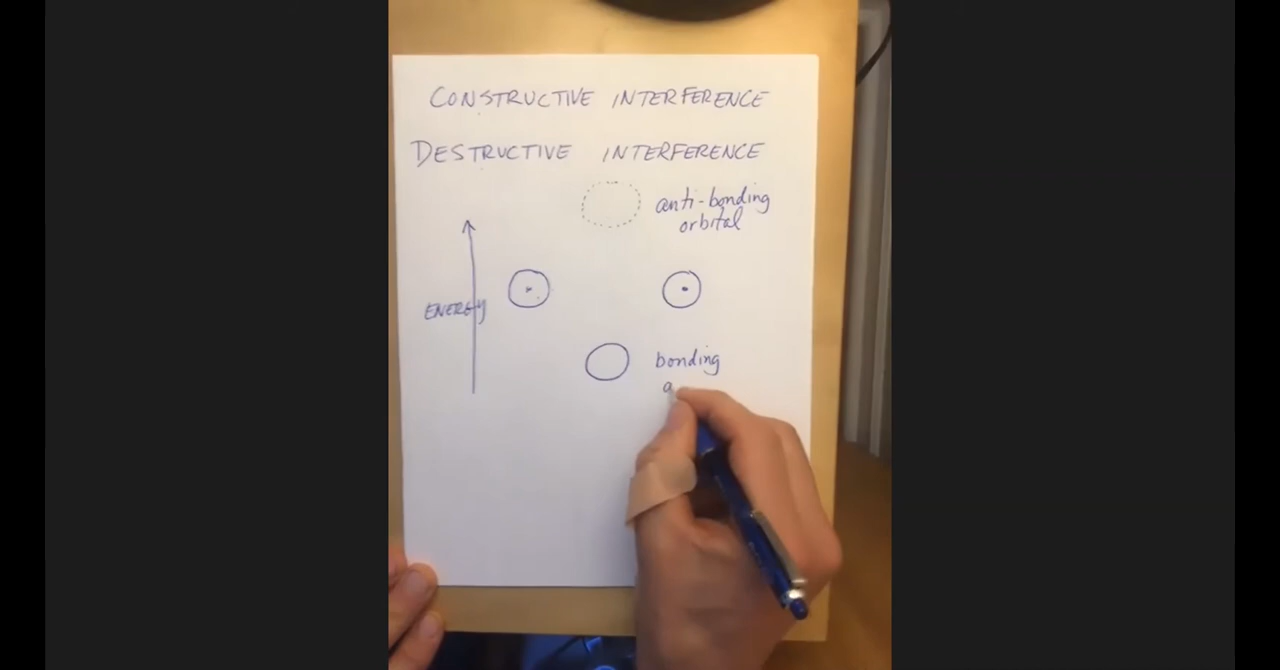 CONSTRUCTIVE INTERFERENCE
DESTRUCTIVE INTERFERENCE
anti-bonding
orbital
ENERGY
bonding